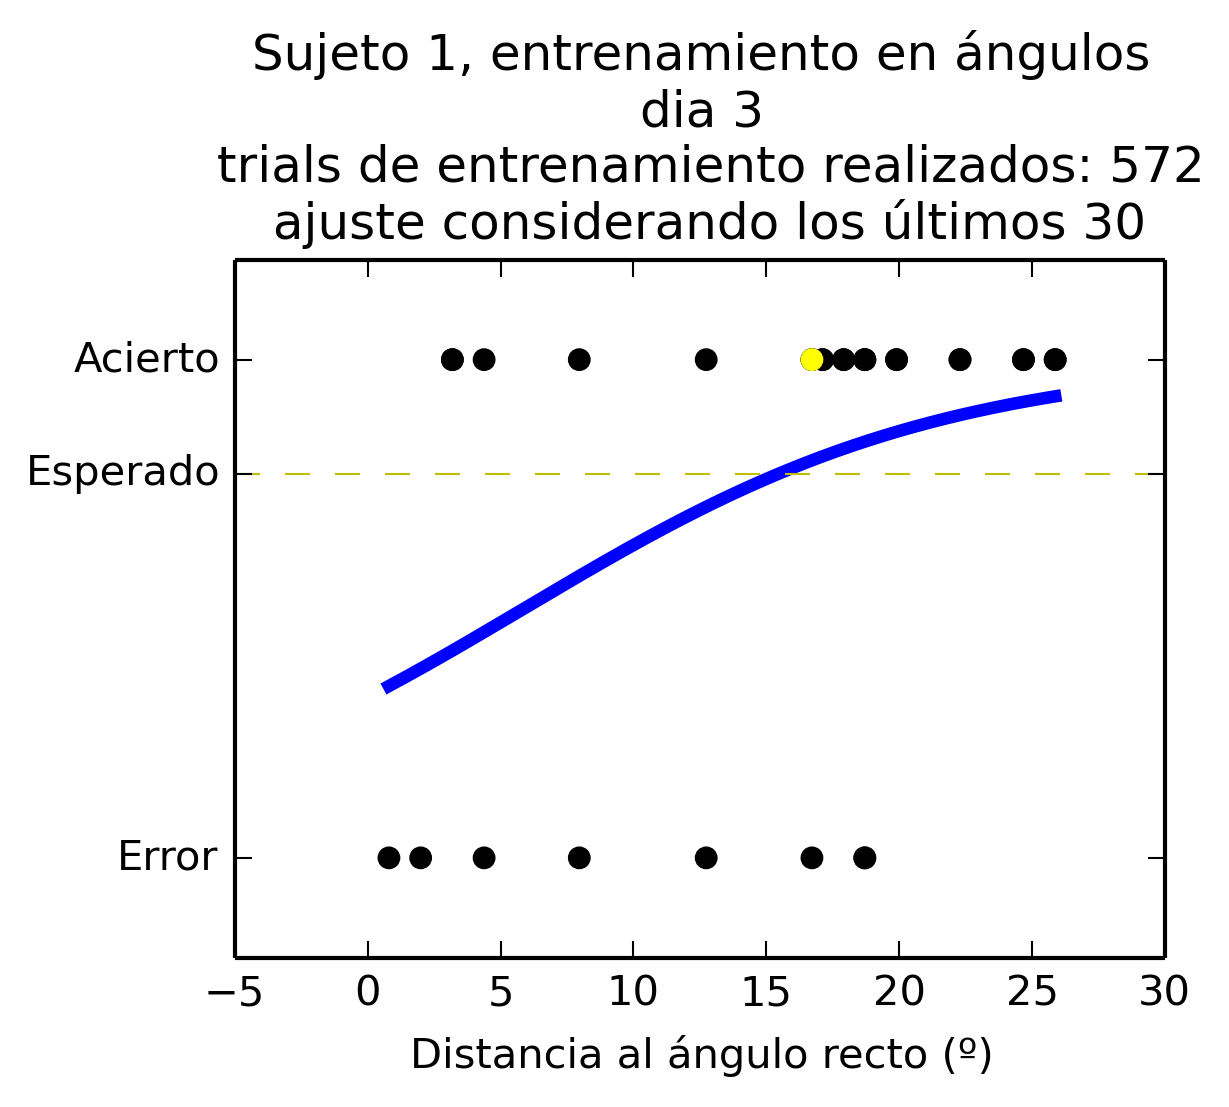 Sujeto 1, entrenamiento en ángulos
dia 3
trials de entrenamiento realizados: 572
ajuste considerando los últimos 30
Acierto
Esperado
Error
−5 0 5 10 15 20 25 30
Distancia al ángulo recto (º)